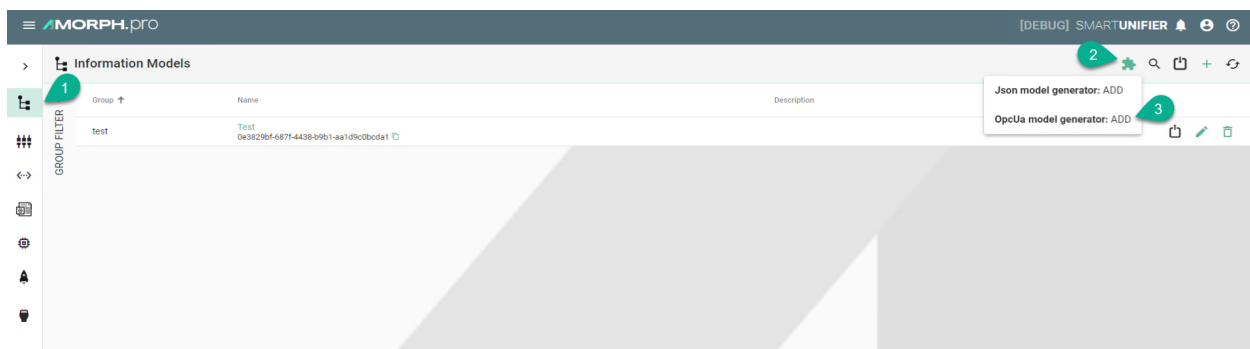 AMORPH.pro
[DEBUG] SMARTUNIFIER
Information Models
2
1
Json model generator: ADD
OpcUa model generator: ADD
3
GROUP FILTER
Group
Name
Description
test
Test
0e3829bf-687f-4438-b9b1-aa1d9c0bcda1